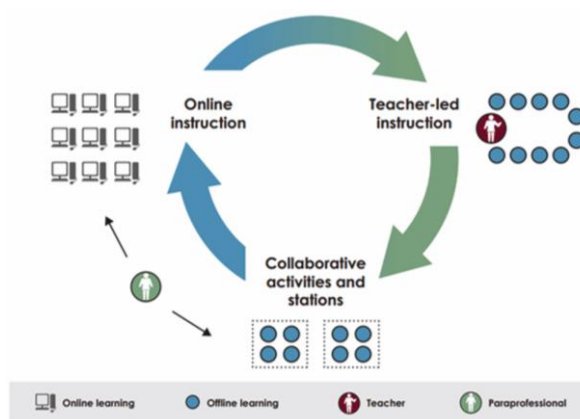 Online
instruction
Teacher-led
instruction
Collaborative
activities and
stations
Online learning
Offline learning
Teacher
Paraprofessional